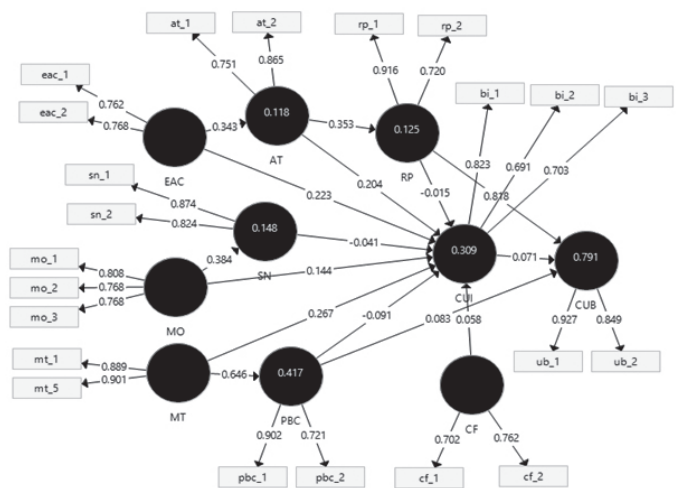 at_1
at_2
rp_1
rp_2
0.751
0.865
0.916
0.720
eac_1
eac_2
0.762
0.768
0.343
0.118
0.353
0.125
bi_1
bi_2
bi_3
EAC
AT
RP
0.823
0.691
0.703
sn_1
sn_2
0.874
0.824
0.148
0.223
0.204
-0.015
0.818
-0.041
0.309
0.071
0.791
mo_1
mo_2
mo_3
0.808
0.768
0.768
0.384
SN
0.144
CUI
CUB
MO
0.267
-0.091
0.083
0.058
0.927
0.849
mt_1
mt_5
0.889
0.901
0.646
0.417
ub_1
ub_2
MT
PBC
CF
0.902
0.721
0.702
0.762
pbc_1
pbc_2
cf_1
cf_2